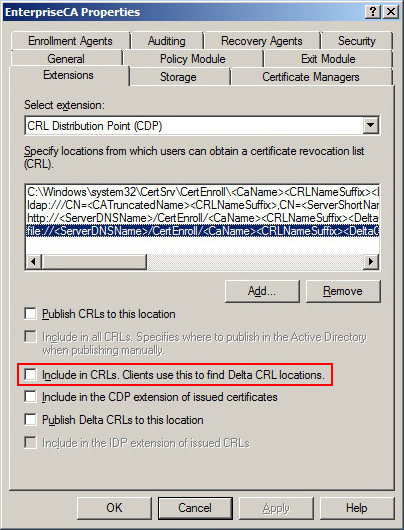 EnterpriseCA Properties
Enrollment Agents Auditing Recovery Agents Security
General Policy Module Exit Module
Extensions Storage Certificate Managers
Select extension:
CRL Distribution Point (CDP)
Specify locations from which users can obtain a certificate revocation list
(CRL).
C:\Windows\system32\CertSrv\CertEnroll\<CaName><CRLNameSuffix><
ldap:///CN=<CATruncatedName><CRLNameSuffix>,CN=<ServerShortName
http://<ServerDNSName>/CertEnroll/<CaName><CRLNameSuffix><Delta
file://<ServerDNSName>/CertEnroll/<CaName><CRLNameSuffix><DeltaC
Add... Remove
Publish CRLs to this location
Include in all CRLs. Specifies where to publish in the Active Directory
when publishing manually.
Include in CRLs. Clients use this to find Delta CRL locations.
Include in the CDP extension of issued certificates
Publish Delta CRLs to this location
Include in the IDP extension of issued CRLs
OK Cancel Apply Help